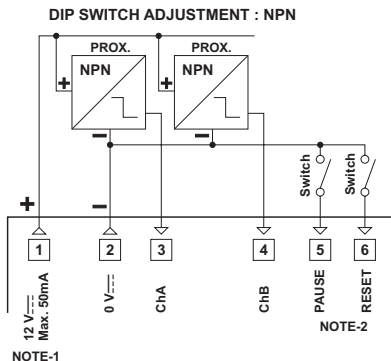 DIP SWITCH ADJUSTMENT : NPN
PROX. PROX.
NPN NPN
+ +
− −
Switch Switch
+ −
1 2 3 4 5 6
12 V⎓
Max. 50mA
0 V⎓
ChA
ChB
PAUSE
RESET
NOTE-1 NOTE-2